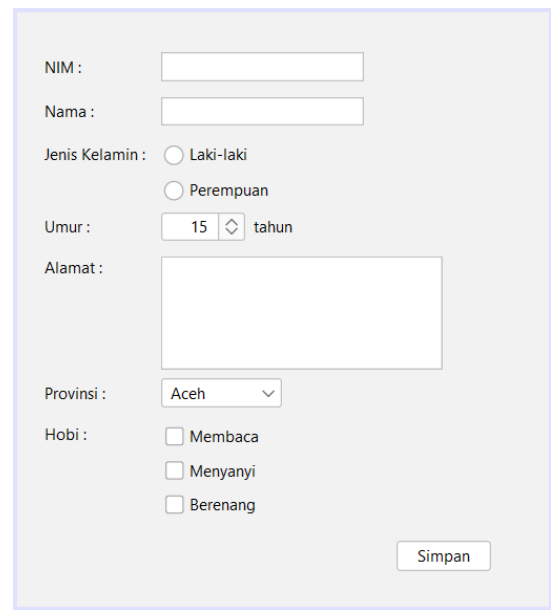 NIM :
Nama :
Jenis Kelamin : Laki-laki
Perempuan
Umur : 15 tahun
Alamat :
Provinsi : Aceh
Hobi : Membaca
Menyanyi
Berenang
Simpan